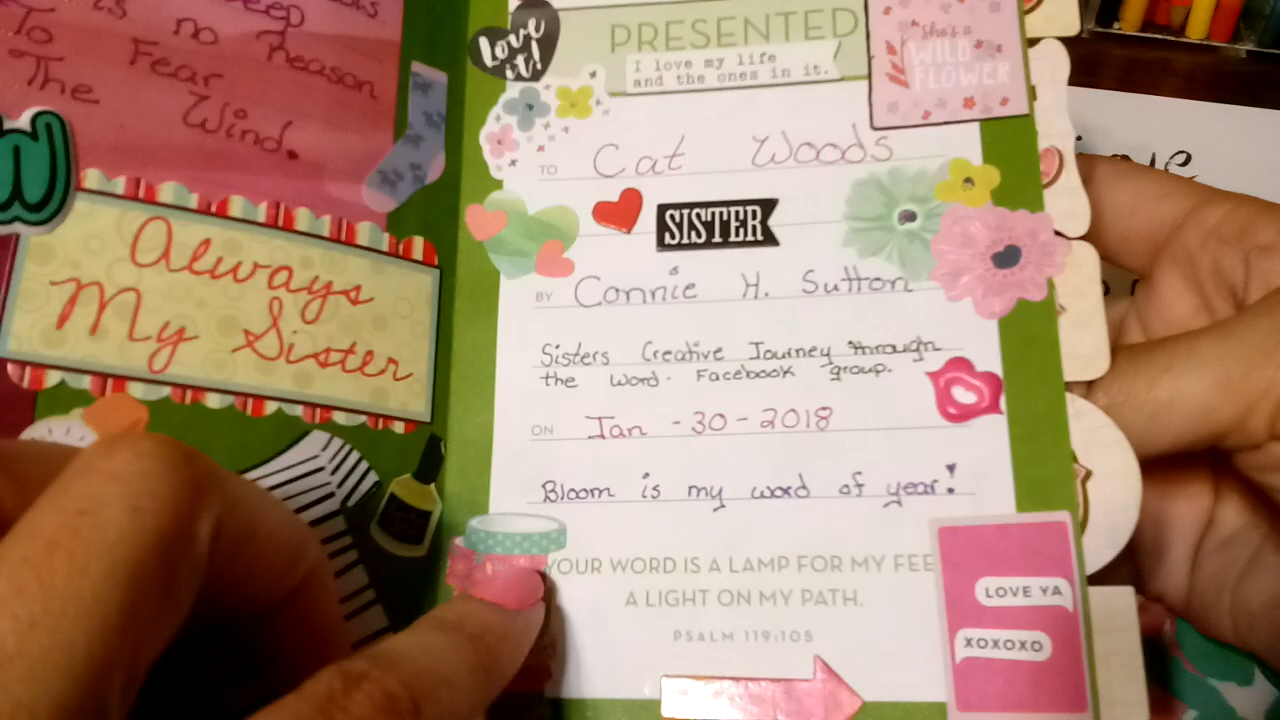 is no reason
To Fear
The Wind.
W
Always
My Sister
Love
it!
PRESENTED
I love my life
and the ones in it.
She's a
WILD
FLOWER
TO Cat Woods
SISTER
BY Connie H. Sutton
Sisters Creative Journey through
the word. Facebook group.
ON Jan - 30 - 2018
Bloom is my word of year!
YOUR WORD IS A LAMP FOR MY FEE
A LIGHT ON MY PATH.
PSALM 119:105
LOVE YA
XOXOXO